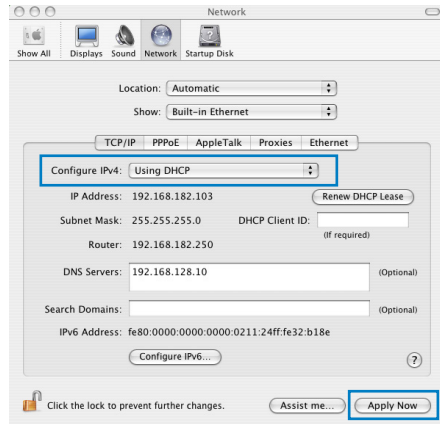 Network
Show All Displays Sound Network Startup Disk
Location: Automatic
Show: Built-in Ethernet
TCP/IP PPPoE AppleTalk Proxies Ethernet
Configure IPv4: Using DHCP
IP Address: 192.168.182.103 Renew DHCP Lease
Subnet Mask: 255.255.255.0 DHCP Client ID:
(If required)
Router: 192.168.182.250
DNS Servers: 192.168.128.10 (Optional)
Search Domains: (Optional)
IPv6 Address: fe80:0000:0000:0000:0211:24ff:fe32:b18e
Configure IPv6...
?
Click the lock to prevent further changes. Assist me... Apply Now